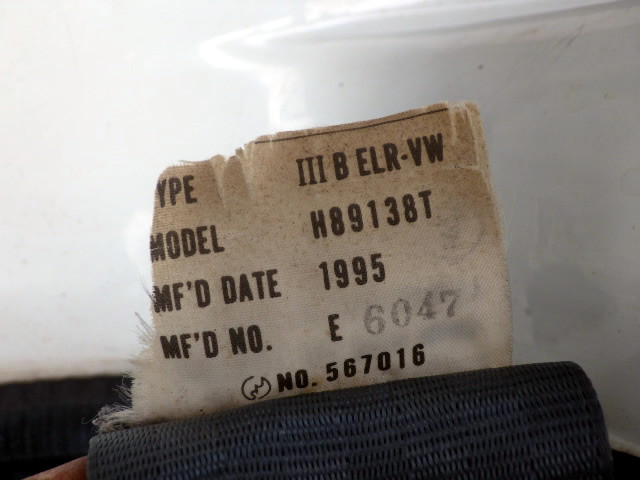 YPE III B ELR-VW
MODEL H89138T
MF'D DATE 1995
MF'D NO. E 6047
NO. 567016